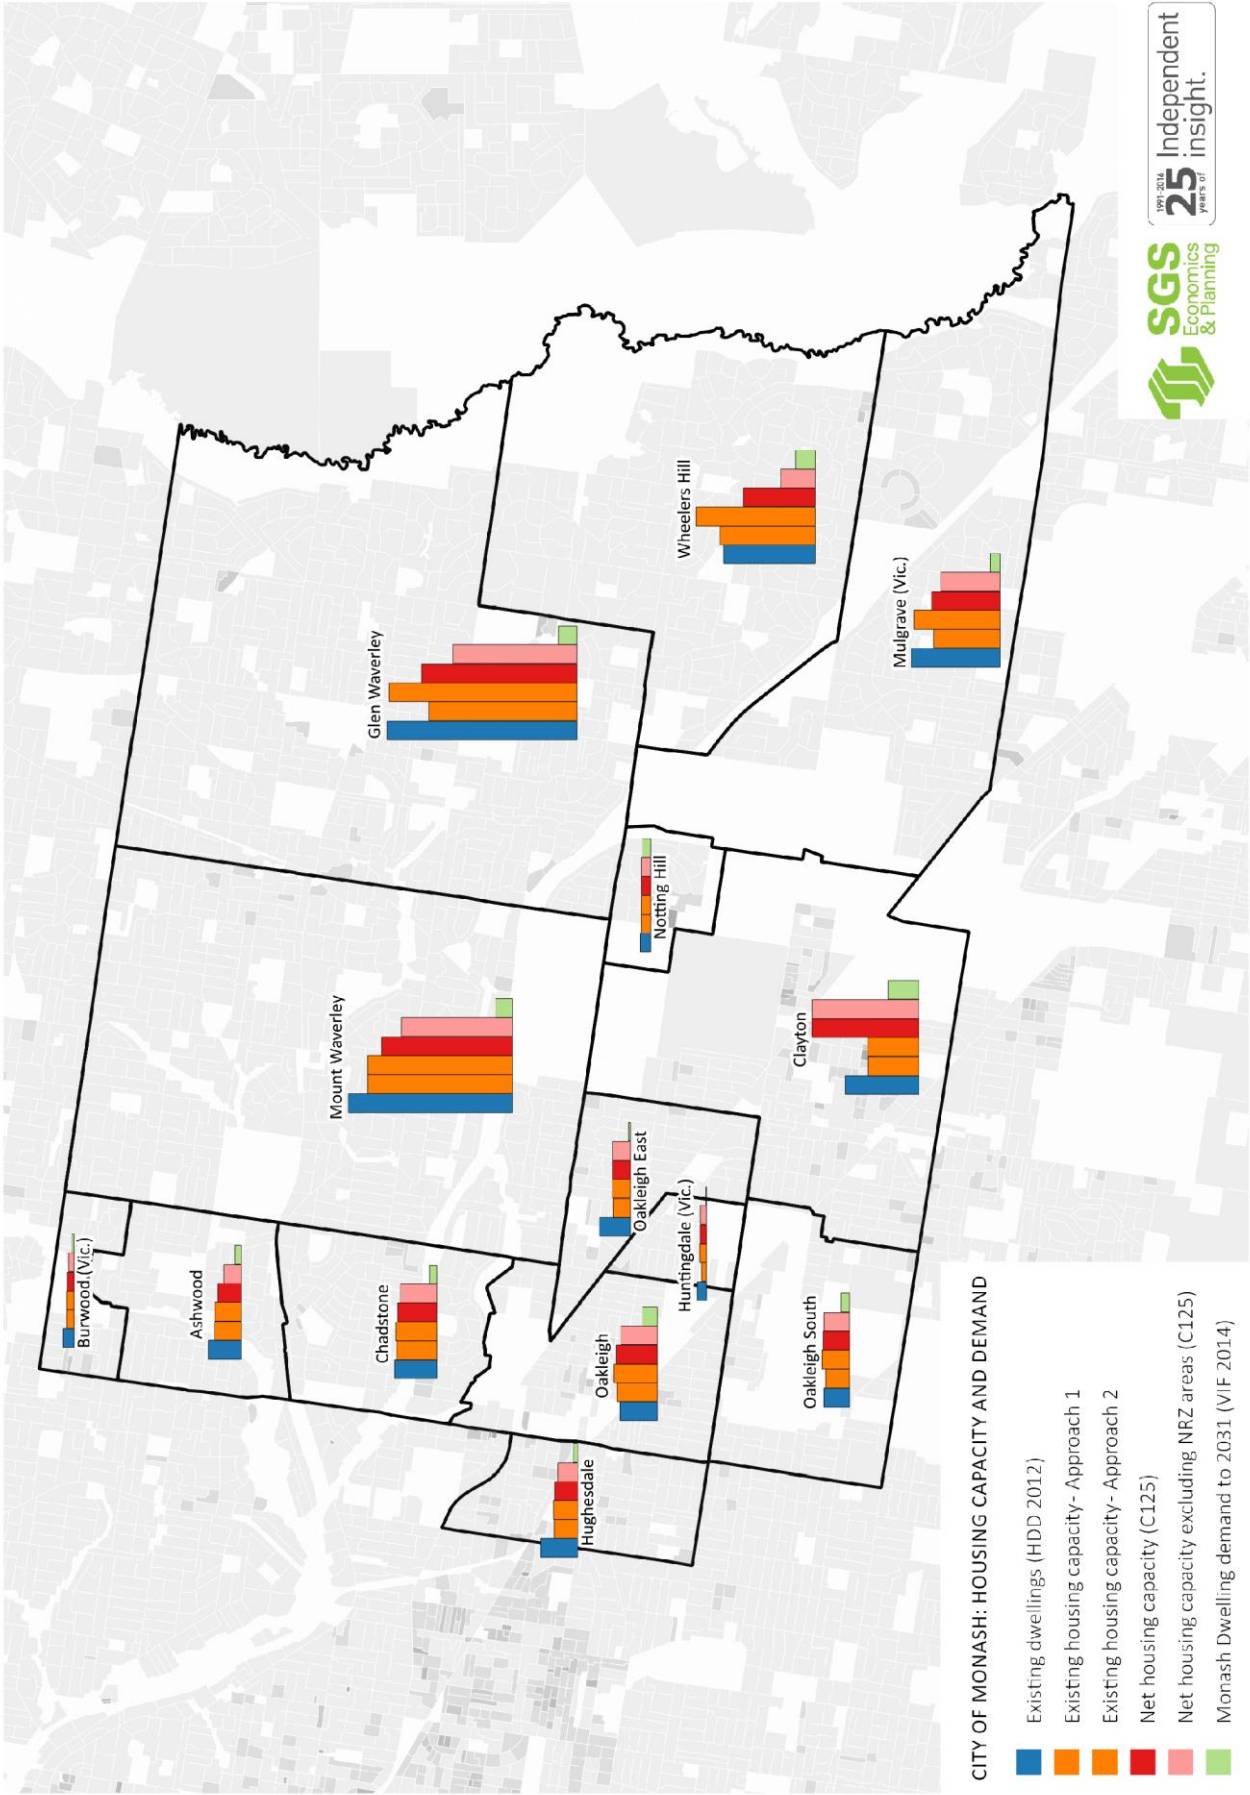 Burwood (Vic.)
Ashwood
Chadstone
Mount Waverley
Glen Waverley
Wheelers Hill
Mulgrave (Vic.)
Notting Hill
Clayton
Oakleigh East
Huntingdale (Vic.)
Oakleigh
Oakleigh South
Hughesdale
CITY OF MONASH: HOUSING CAPACITY AND DEMAND
Existing dwellings (HDD 2012)
Existing housing capacity- Approach 1
Existing housing capacity- Approach 2
Net housing capacity (C125)
Net housing capacity excluding NRZ areas (C125)
Monash Dwelling demand to 2031 (VIF 2014)
SGS
Economics
& Planning
1991-2016
25 years of
Independent
insight.